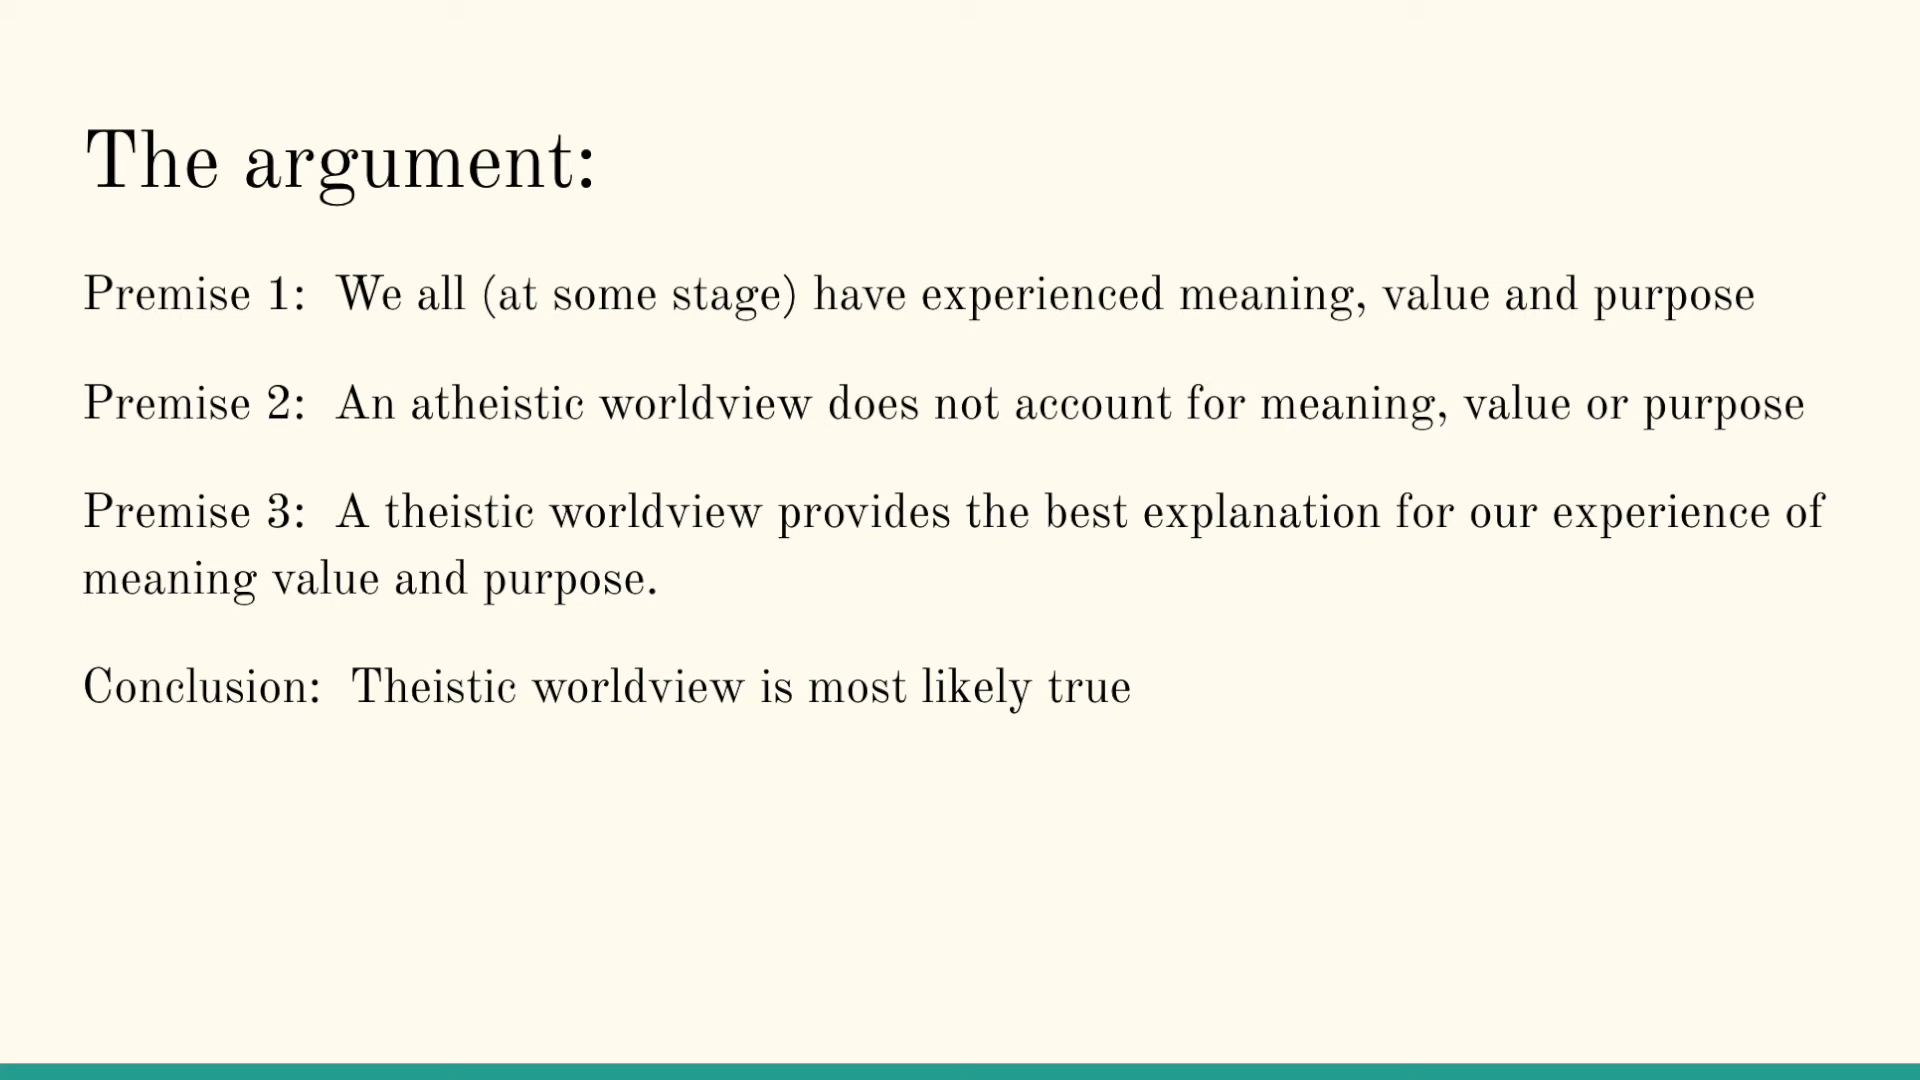 The argument:
Premise 1:  We all (at some stage) have experienced meaning, value and purpose
Premise 2:  An atheistic worldview does not account for meaning, value or purpose
Premise 3:  A theistic worldview provides the best explanation for our experience of
meaning value and purpose.
Conclusion:  Theistic worldview is most likely true